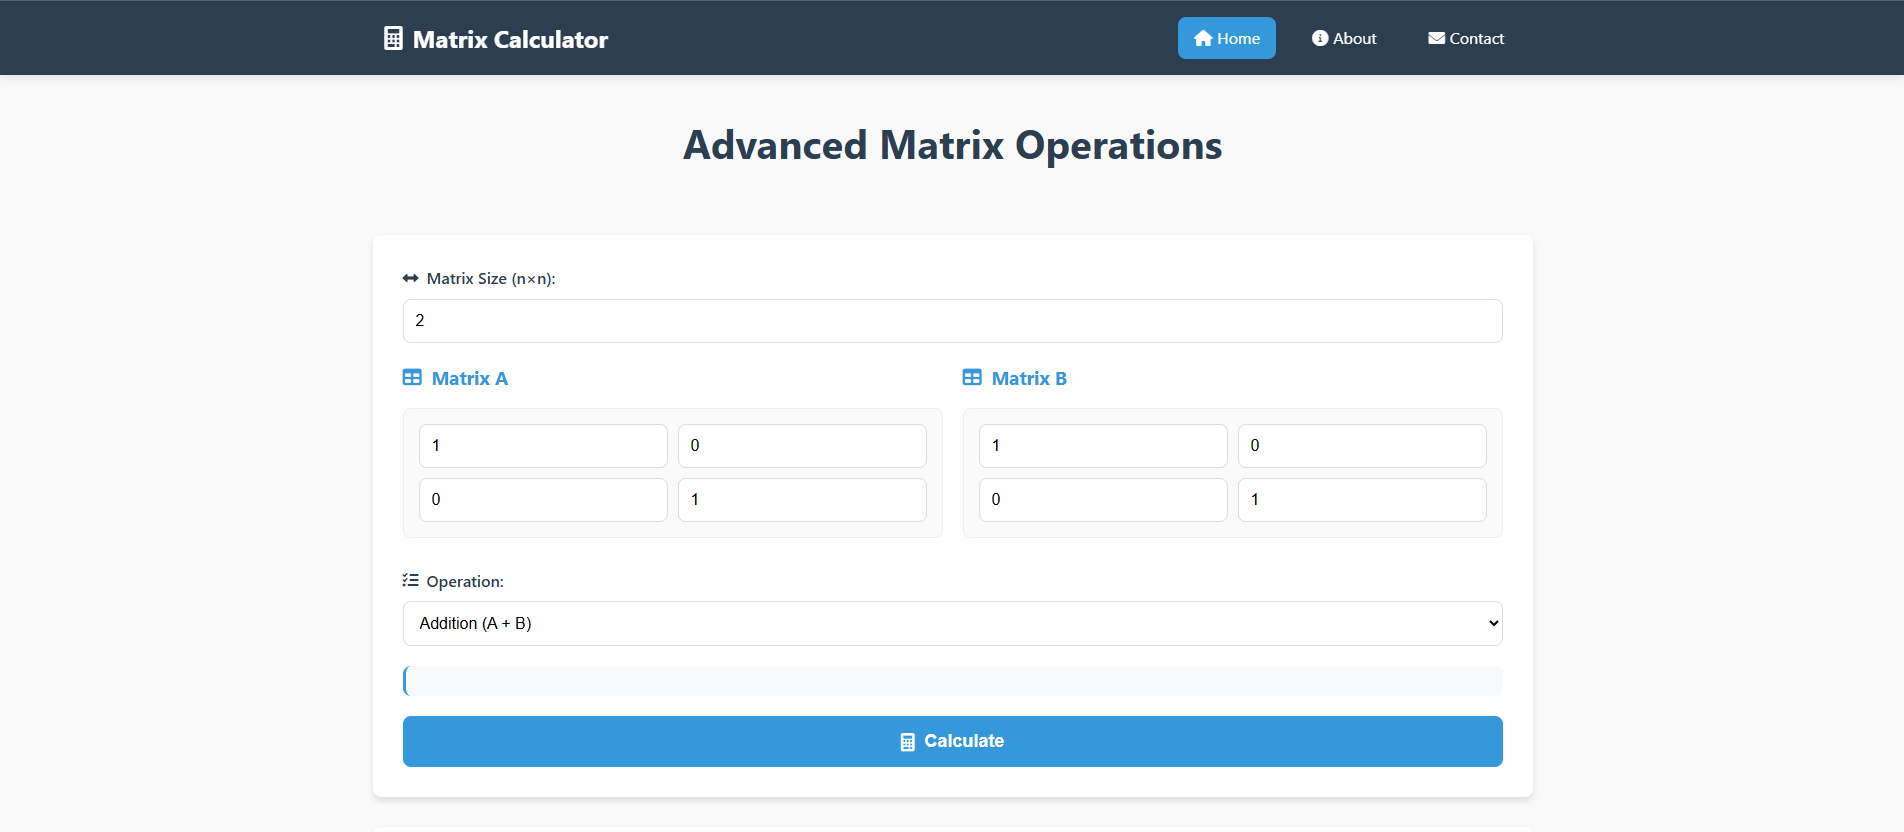 Matrix Calculator
Home About Contact
Advanced Matrix Operations
Matrix Size (n×n):
2
Matrix A Matrix B
1 0 1 0
0 1 0 1
Operation:
Addition (A + B)
Calculate